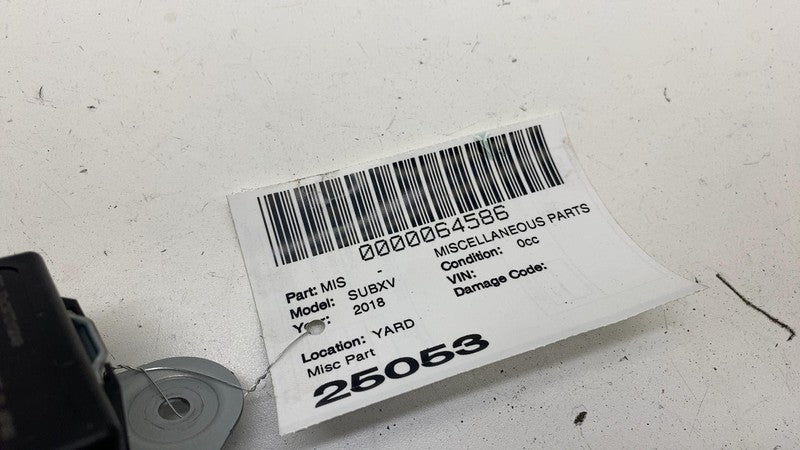 0000064586
Part: MIS - MISCELLANEOUS PARTS
Model: SUBXV Condition: 0cc
Year: 2018 VIN:
Damage Code:
Location: YARD
Misc Part
25053